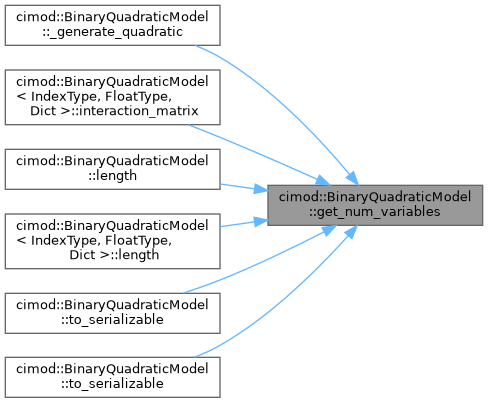 cimod::BinaryQuadraticModel
::_generate_quadratic
cimod::BinaryQuadraticModel
< IndexType, FloatType,
Dict >::interaction_matrix
cimod::BinaryQuadraticModel
::length
cimod::BinaryQuadraticModel
< IndexType, FloatType,
Dict >::length
cimod::BinaryQuadraticModel
::to_serializable
cimod::BinaryQuadraticModel
::to_serializable
cimod::BinaryQuadraticModel
::get_num_variables